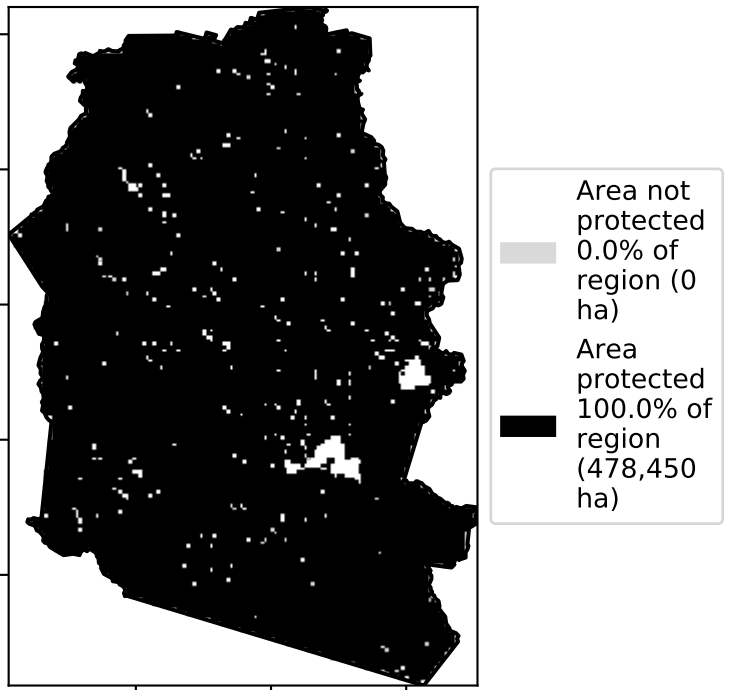 Area not
protected
0.0% of
region (0
ha)
Area
protected
100.0% of
region
(478,450
ha)